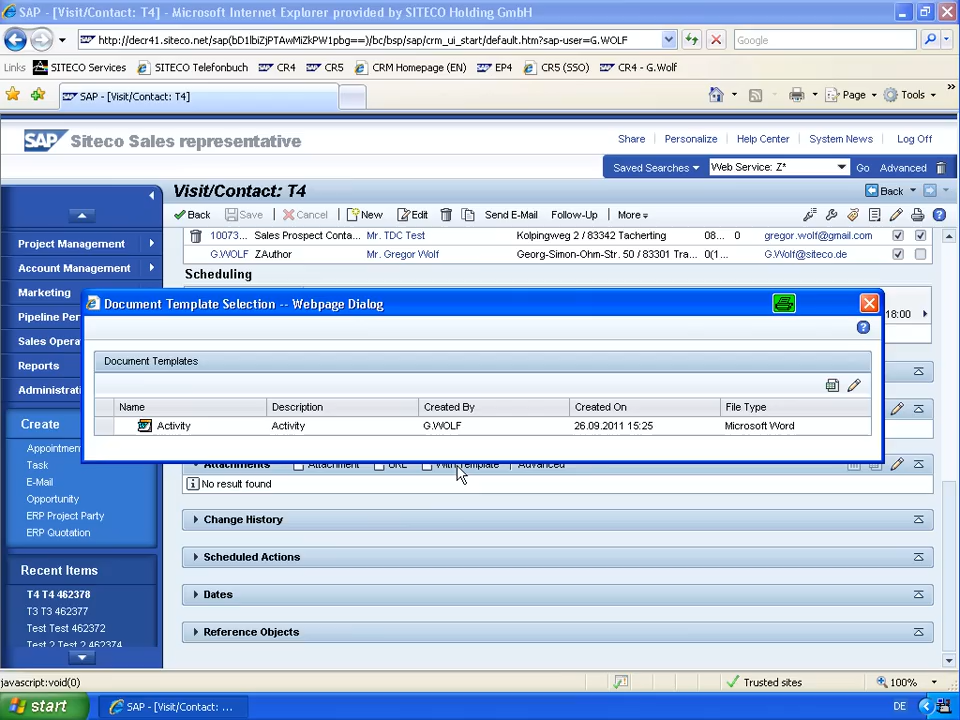 SAP - [Visit/Contact: T4] - Microsoft Internet Explorer provided by SITECO Holding GmbH
http://decr41.siteco.net/sap(bD1lbiZjPTAwMiZkPW1pbg==)/bc/bsp/sap/crm_ui_start/default.htm?sap-user=G.WOLF
Google
Links SITECO Services SITECO Telefonbuch CR4 CR5 CRM Homepage (EN) EP4 CR5 (SSO) CR4 - G.Wolf
SAP - [Visit/Contact: T4] Page Tools
SAP Siteco Sales representative Share Personalize Help Center System News Log Off
Saved Searches Web Service: Z* Go Advanced
Visit/Contact: T4 Back
Back Save Cancel New Edit Send E-Mail Follow-Up More
10073... Sales Prospect Conta... Mr. TDC Test Kolpingweg 2 / 83342 Tacherting 08... 0 gregor.wolf@gmail.com
G.WOLF ZAuthor Mr. Gregor Wolf Georg-Simon-Ohm-Str. 50 / 83301 Tra... 0(1... G.Wolf@siteco.de
Scheduling
Project Management
Account Management
Marketing
Pipeline Per
Sales Opera
Reports
Administrati
18:00
Document Template Selection -- Webpage Dialog
Document Templates
Name Description Created By Created On File Type
Activity Activity G.WOLF 26.09.2011 15:25 Microsoft Word
Attachments Attachment URL With Template Advanced
No result found
Change History
Scheduled Actions
Dates
Reference Objects
Create
Appointmen
Task
E-Mail
Opportunity
ERP Project Party
ERP Quotation
Recent Items
T4 T4 462378
T3 T3 462377
Test Test 462372
Test 2 Test 2 462374
javascript:void(0) Trusted sites 100%
start SAP - [Visit/Contact: ... DE